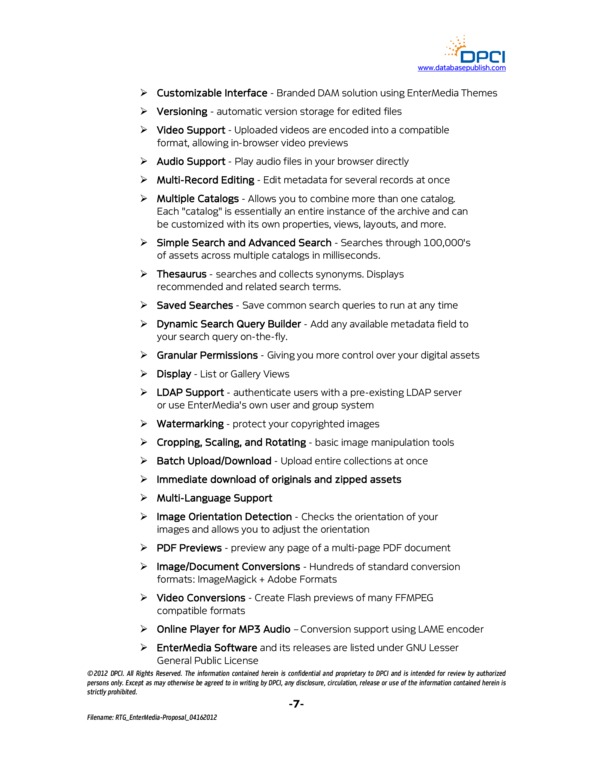 DPCI
www.databasepublish.com
➢ Customizable Interface - Branded DAM solution using EnterMedia Themes
➢ Versioning - automatic version storage for edited files
➢ Video Support - Uploaded videos are encoded into a compatible
format, allowing in-browser video previews
➢ Audio Support - Play audio files in your browser directly
➢ Multi-Record Editing - Edit metadata for several records at once
➢ Multiple Catalogs - Allows you to combine more than one catalog.
Each "catalog" is essentially an entire instance of the archive and can
be customized with its own properties, views, layouts, and more.
➢ Simple Search and Advanced Search - Searches through 100,000's
of assets across multiple catalogs in milliseconds.
➢ Thesaurus - searches and collects synonyms. Displays
recommended and related search terms.
➢ Saved Searches - Save common search queries to run at any time
➢ Dynamic Search Query Builder - Add any available metadata field to
your search query on-the-fly.
➢ Granular Permissions - Giving you more control over your digital assets
➢ Display - List or Gallery Views
➢ LDAP Support - authenticate users with a pre-existing LDAP server
or use EnterMedia's own user and group system
➢ Watermarking - protect your copyrighted images
➢ Cropping, Scaling, and Rotating - basic image manipulation tools
➢ Batch Upload/Download - Upload entire collections at once
➢ Immediate download of originals and zipped assets
➢ Multi-Language Support
➢ Image Orientation Detection - Checks the orientation of your
images and allows you to adjust the orientation
➢ PDF Previews - preview any page of a multi-page PDF document
➢ Image/Document Conversions - Hundreds of standard conversion
formats: ImageMagick + Adobe Formats
➢ Video Conversions - Create Flash previews of many FFMPEG
compatible formats
➢ Online Player for MP3 Audio – Conversion support using LAME encoder
➢ EnterMedia Software and its releases are listed under GNU Lesser
General Public License
©2012 DPCI. All Rights Reserved. The information contained herein is confidential and proprietary to DPCI and is intended for review by authorized
persons only. Except as may otherwise be agreed to in writing by DPCI, any disclosure, circulation, release or use of the information contained herein is
strictly prohibited.
-7-
Filename: RTG_EnterMedia-Proposal_04162012